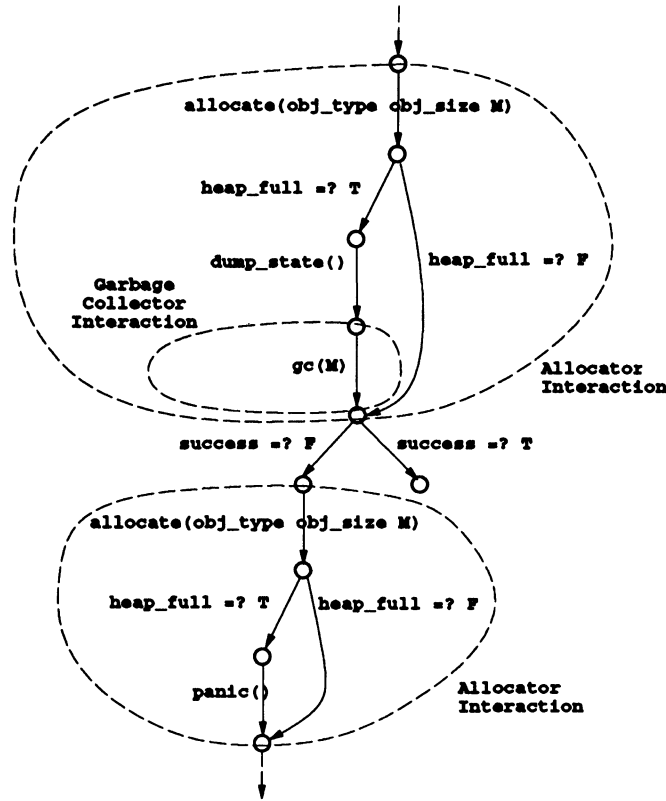 allocate(obj_type obj_size M)
heap_full =? T
dump_state()
heap_full =? F
Garbage
Collector
Interaction
gc(M)
Allocator
Interaction
success =? F
success =? T
allocate(obj_type obj_size M)
heap_full =? T
heap_full =? F
panic()
Allocator
Interaction